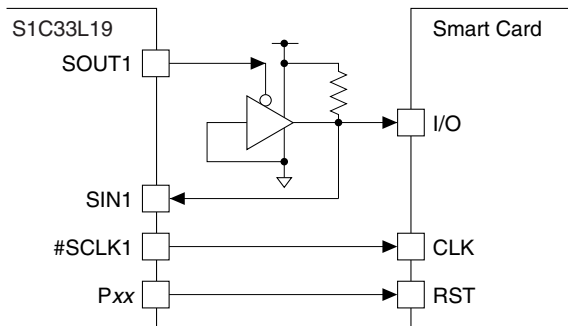 S1C33L19
Smart Card
SOUT1
I/O
SIN1
#SCLK1
CLK
Pxx
RST